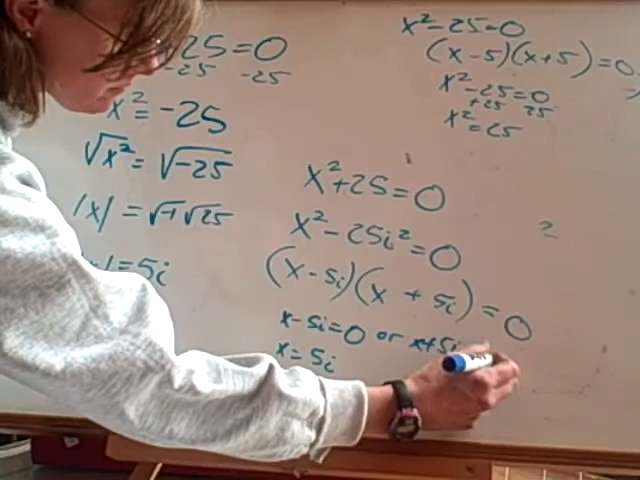 25=0
-25 -25
x² = -25
√x² = √-25
|x| = √-1 √25
x|=5i
x²-25=0
(x-5)(x+5)=0
x²-25=0
+25 25
x²=25
x²+25=0
x²-25i²=0
(x-5i)(x+5i)=0
x-5i=0 or x+5i
x=5i
2